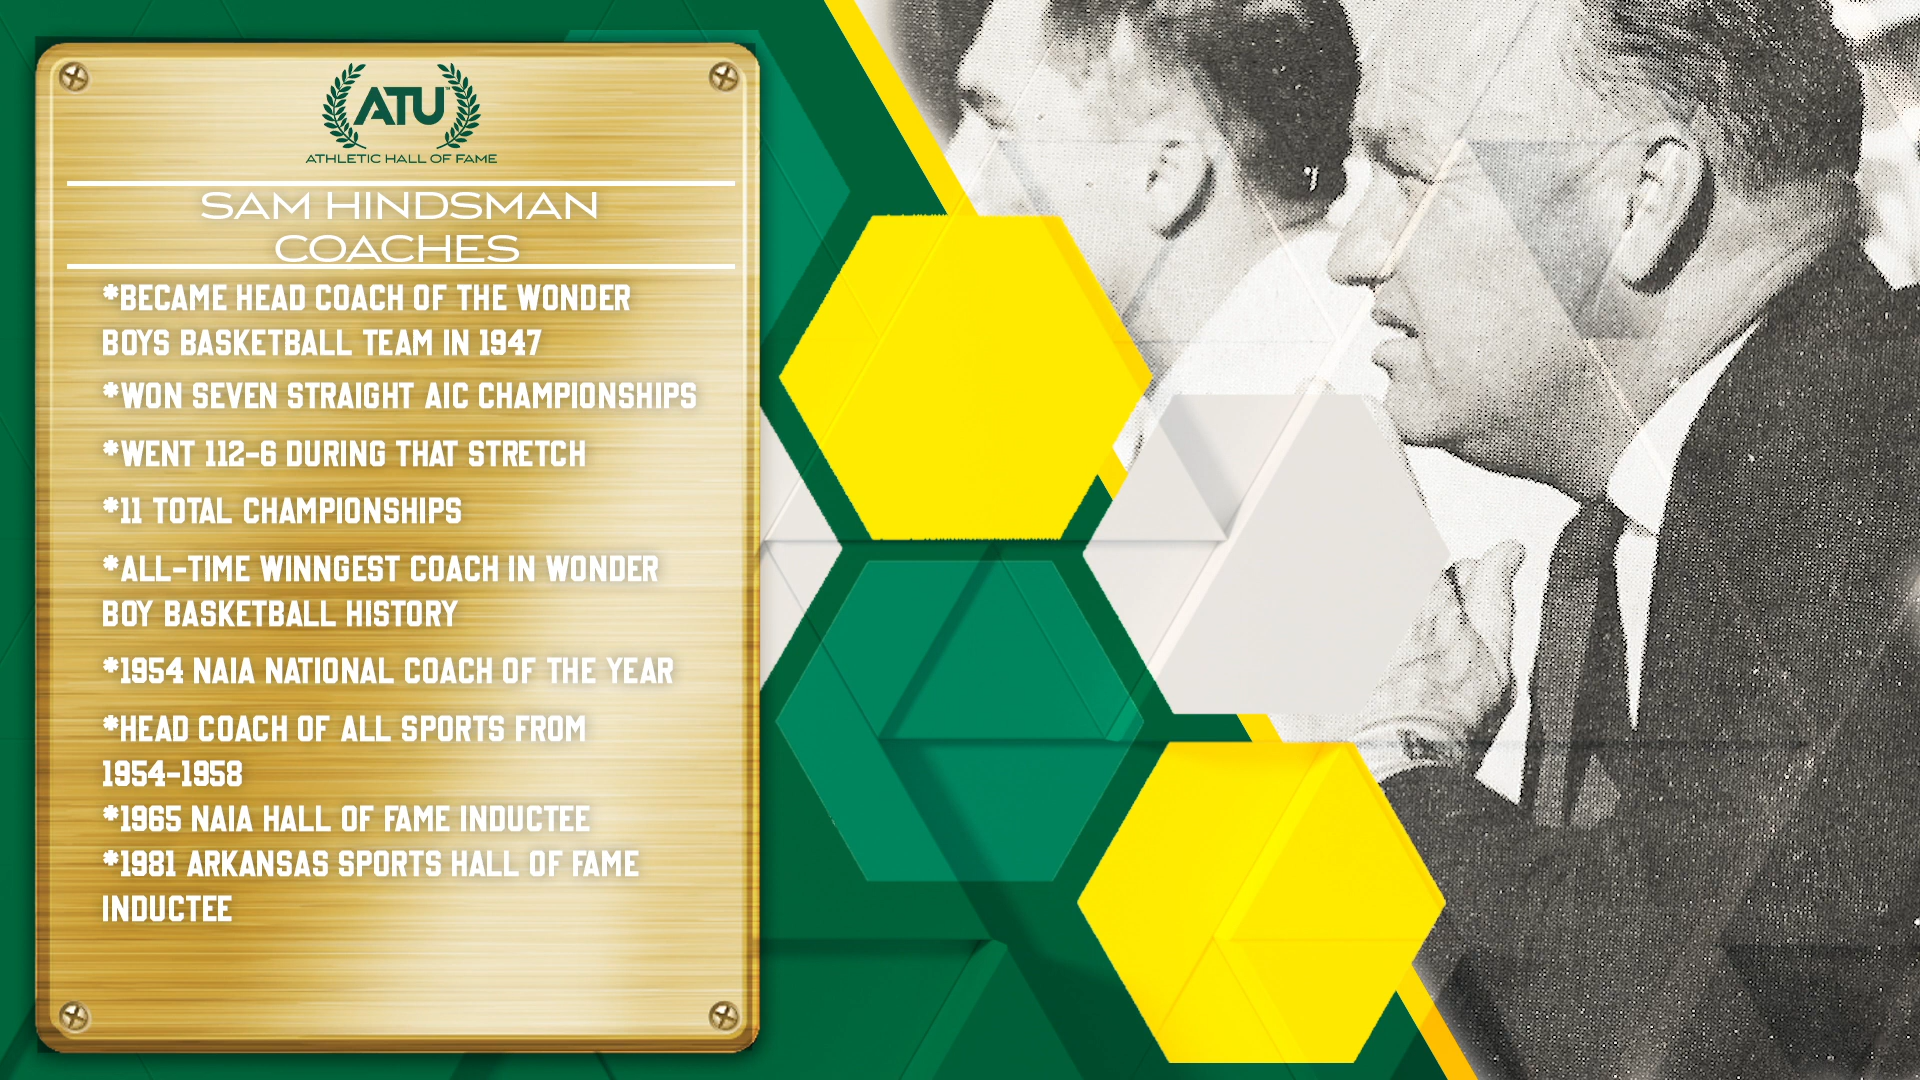 ATU
ATHLETIC HALL OF FAME
SAM HINDSMAN
COACHES
*BECAME HEAD COACH OF THE WONDER
BOYS BASKETBALL TEAM IN 1947
*WON SEVEN STRAIGHT AIC CHAMPIONSHIPS
*WENT 112-6 DURING THAT STRETCH
*11 TOTAL CHAMPIONSHIPS
*ALL-TIME WINNGEST COACH IN WONDER
BOY BASKETBALL HISTORY
*1954 NAIA NATIONAL COACH OF THE YEAR
*HEAD COACH OF ALL SPORTS FROM
1954-1958
*1965 NAIA HALL OF FAME INDUCTEE
*1981 ARKANSAS SPORTS HALL OF FAME
INDUCTEE